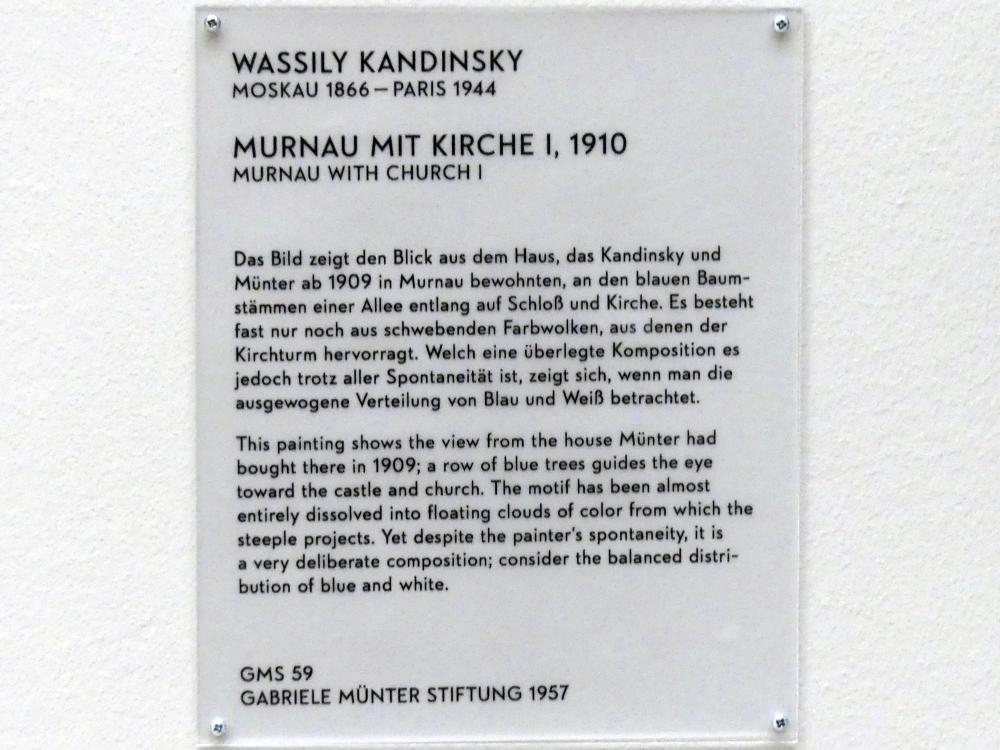 WASSILY KANDINSKY
MOSKAU 1866 – PARIS 1944
MURNAU MIT KIRCHE I, 1910
MURNAU WITH CHURCH I
Das Bild zeigt den Blick aus dem Haus, das Kandinsky und
Münter ab 1909 in Murnau bewohnten, an den blauen Baum-
stämmen einer Allee entlang auf Schloß und Kirche. Es besteht
fast nur noch aus schwebenden Farbwolken, aus denen der
Kirchturm hervorragt. Welch eine überlegte Komposition es
jedoch trotz aller Spontaneität ist, zeigt sich, wenn man die
ausgewogene Verteilung von Blau und Weiß betrachtet.
This painting shows the view from the house Münter had
bought there in 1909; a row of blue trees guides the eye
toward the castle and church. The motif has been almost
entirely dissolved into floating clouds of color from which the
steeple projects. Yet despite the painter's spontaneity, it is
a very deliberate composition; consider the balanced distri-
bution of blue and white.
GMS 59
GABRIELE MÜNTER STIFTUNG 1957